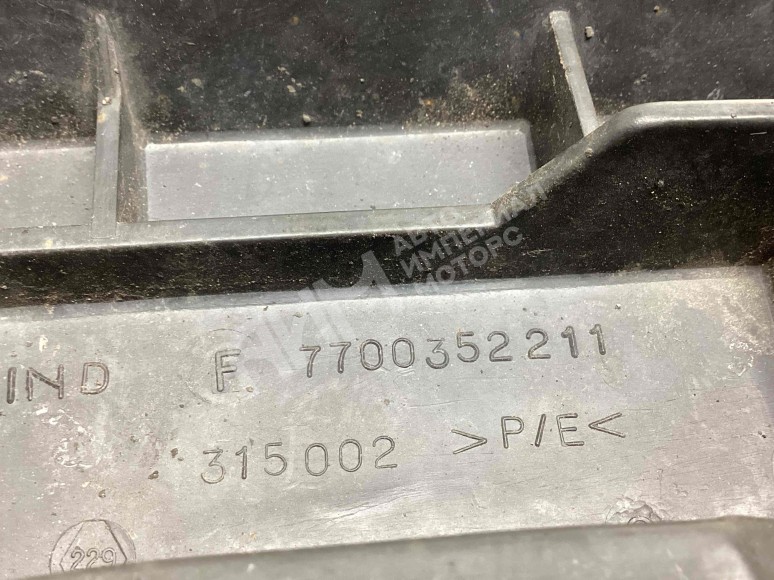 АВТО
ИМПЕРИАЛ
МОТОРС
IND F 7700352211
315002 >P/E<
229